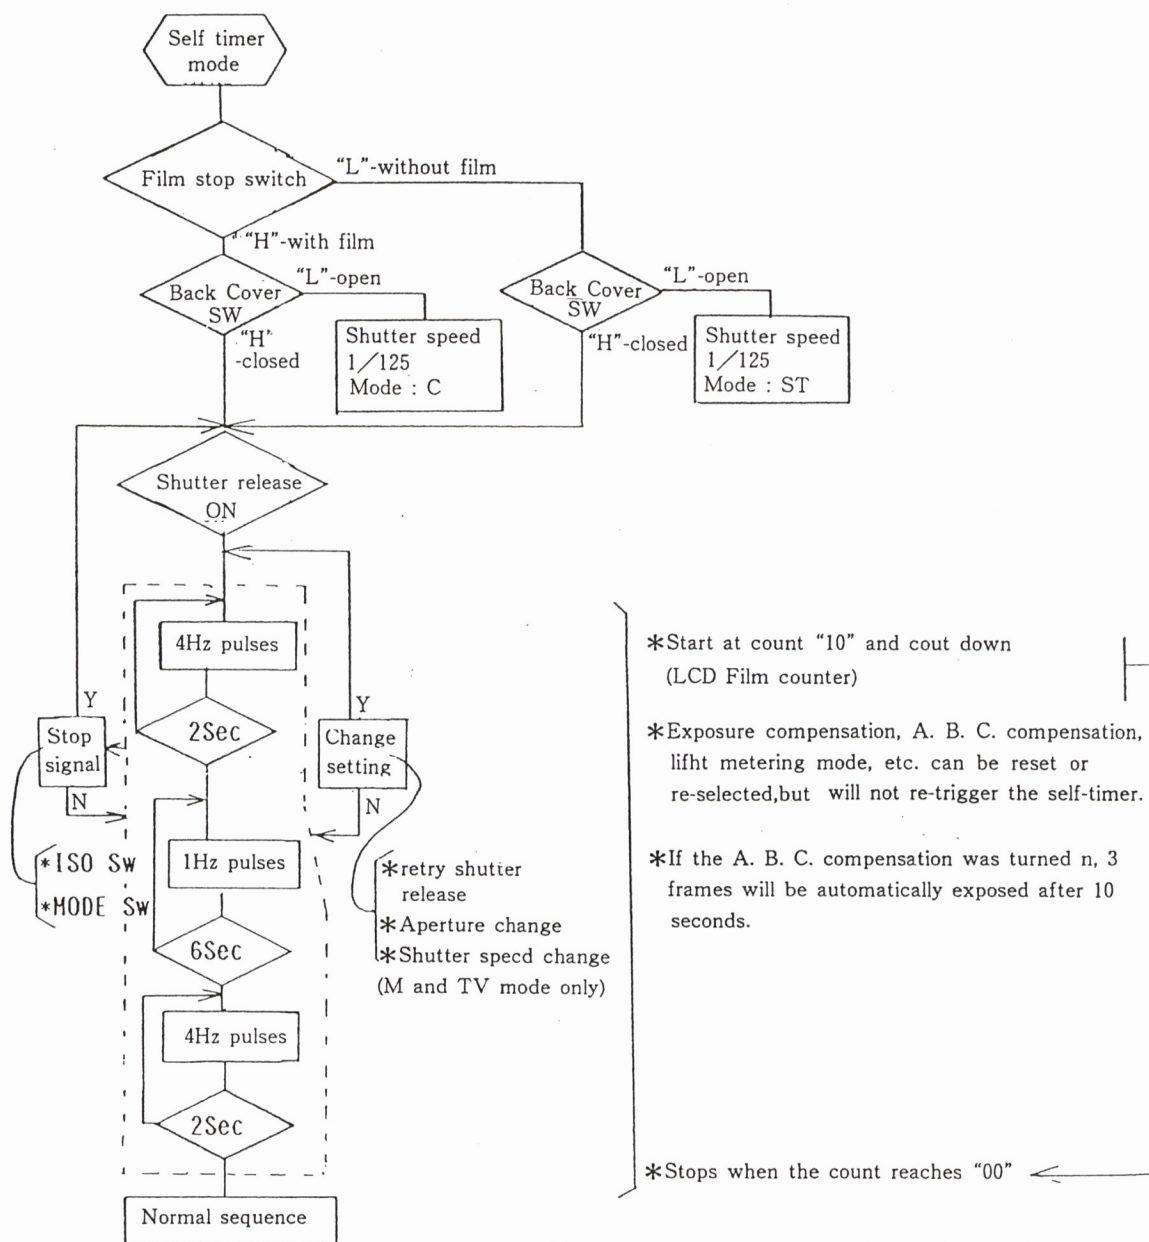 Self timer
mode
Film stop switch
“L”-without film
“H”-with film
Back Cover
SW
“L”-open
“H’
-closed
Shutter speed
1/125
Mode : C
Back Cover
SW
“L”-open
“H”-closed
Shutter speed
1/125
Mode : ST
Shutter release
ON
4Hz pulses
2Sec
Y
Stop
signal
N
Y
Change
setting
N
*ISO SW
*MODE SW
1Hz pulses
6Sec
*retry shutter
release
*Aperture change
*Shutter specd change
(M and TV mode only)
4Hz pulses
2Sec
Normal sequence
*Start at count “10” and cout down
(LCD Film counter)
*Exposure compensation, A. B. C. compensation,
lifht metering mode, etc. can be reset or
re-selected,but will not re-trigger the self-timer.
*If the A. B. C. compensation was turned n, 3
frames will be automatically exposed after 10
seconds.
*Stops when the count reaches “00”